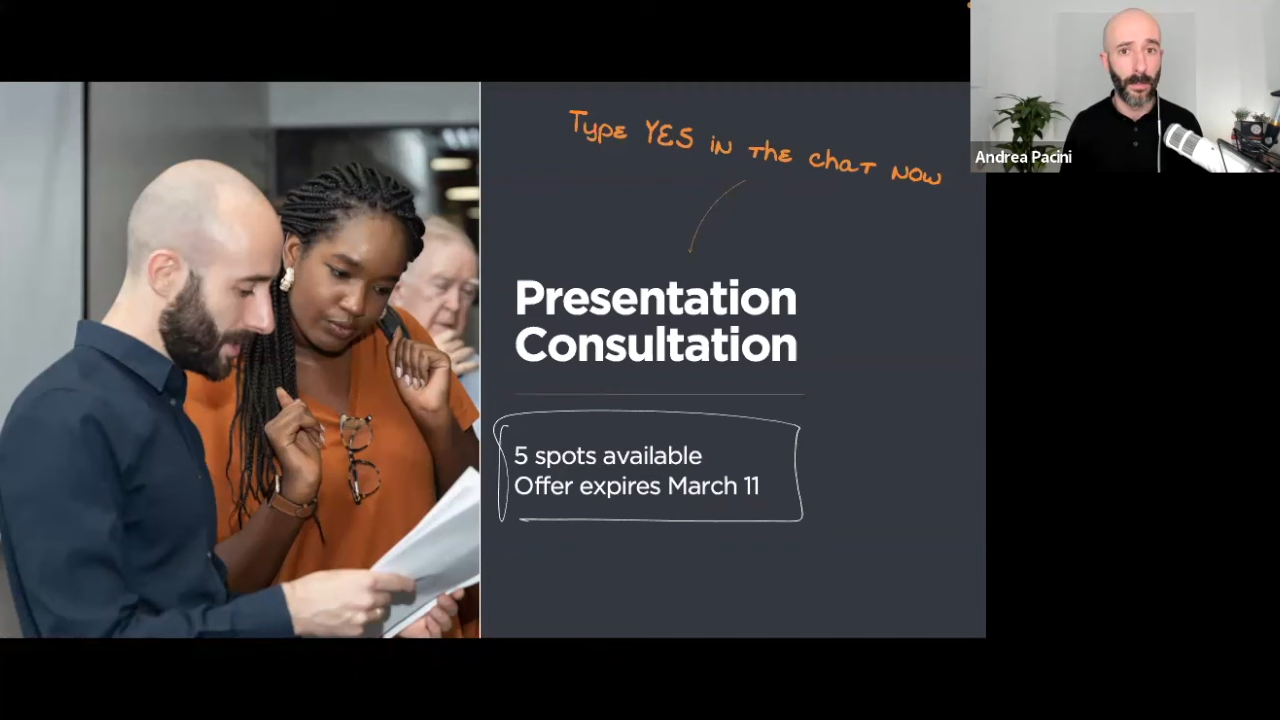 Type YES in the chat now
Andrea Pacini
Presentation
Consultation
5 spots available
Offer expires March 11